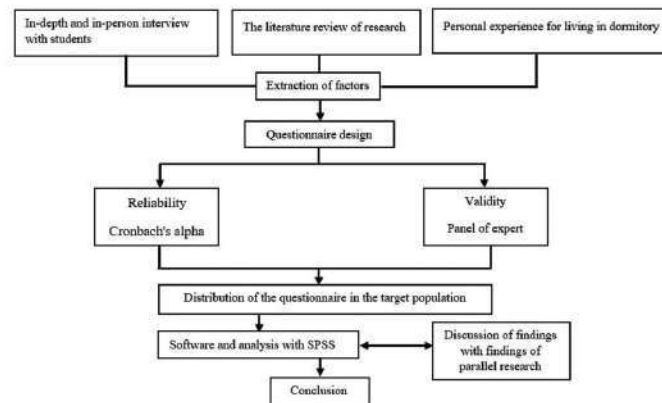 In-depth and in-person interview
with students
The literature review of research
Personal experience for living in dormitory
Extraction of factors
Questionnaire design
Reliability
Cronbach's alpha
Validity
Panel of expert
Distribution of the questionnaire in the target population
Software and analysis with SPSS
Discussion of findings
with findings of
parallel research
Conclusion